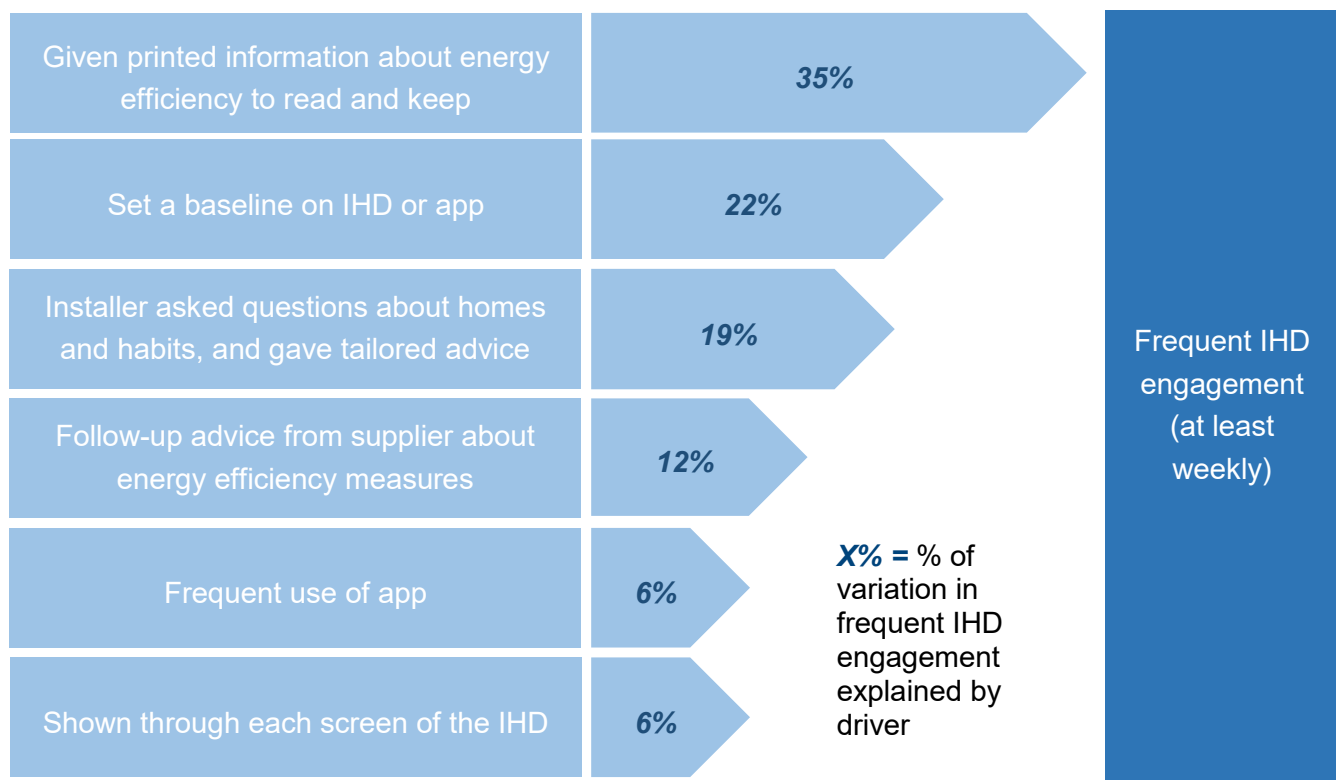 Given printed information about energy
efficiency to read and keep
35%
Set a baseline on IHD or app
22%
Installer asked questions about homes
and habits, and gave tailored advice
19%
Follow-up advice from supplier about
energy efficiency measures
12%
Frequent use of app
6%
Shown through each screen of the IHD
6%
X% = % of
variation in
frequent IHD
engagement
explained by
driver
Frequent IHD
engagement
(at least
weekly)